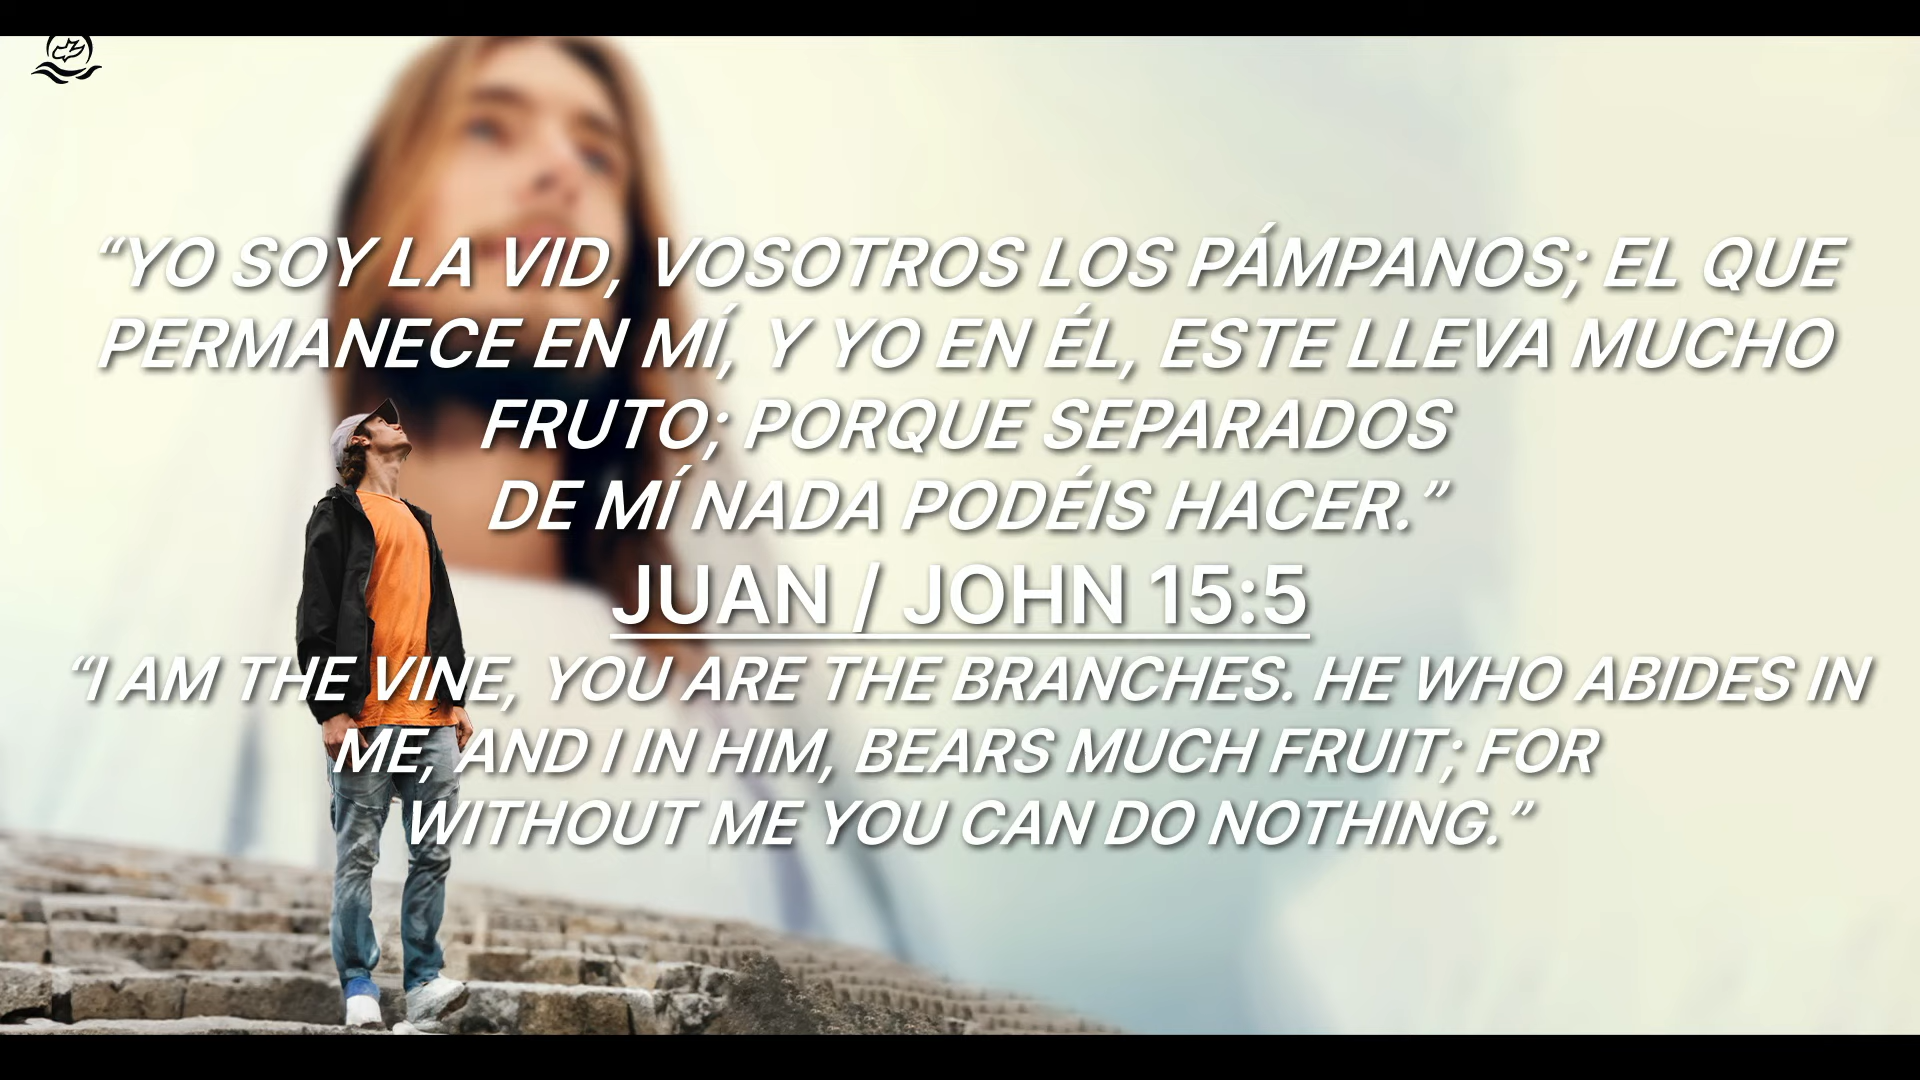 “YO SOY LA VID, VOSOTROS LOS PÁMPANOS; EL QUE
PERMANECE EN MÍ, Y YO EN ÉL, ESTE LLEVA MUCHO
FRUTO; PORQUE SEPARADOS
DE MÍ NADA PODÉIS HACER.”
JUAN / JOHN 15:5
“I AM THE VINE, YOU ARE THE BRANCHES. HE WHO ABIDES IN
ME, AND I IN HIM, BEARS MUCH FRUIT; FOR
WITHOUT ME YOU CAN DO NOTHING.”